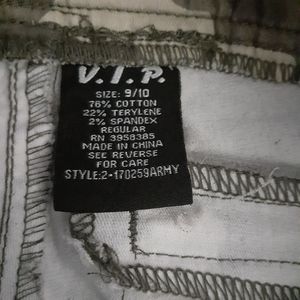 V.I.P.
SIZE: 9/10
76% COTTON
22% TERYLENE
2% SPANDEX
REGULAR
RN 3958385
MADE IN CHINA
SEE REVERSE
FOR CARE
STYLE:2-170259ARMY